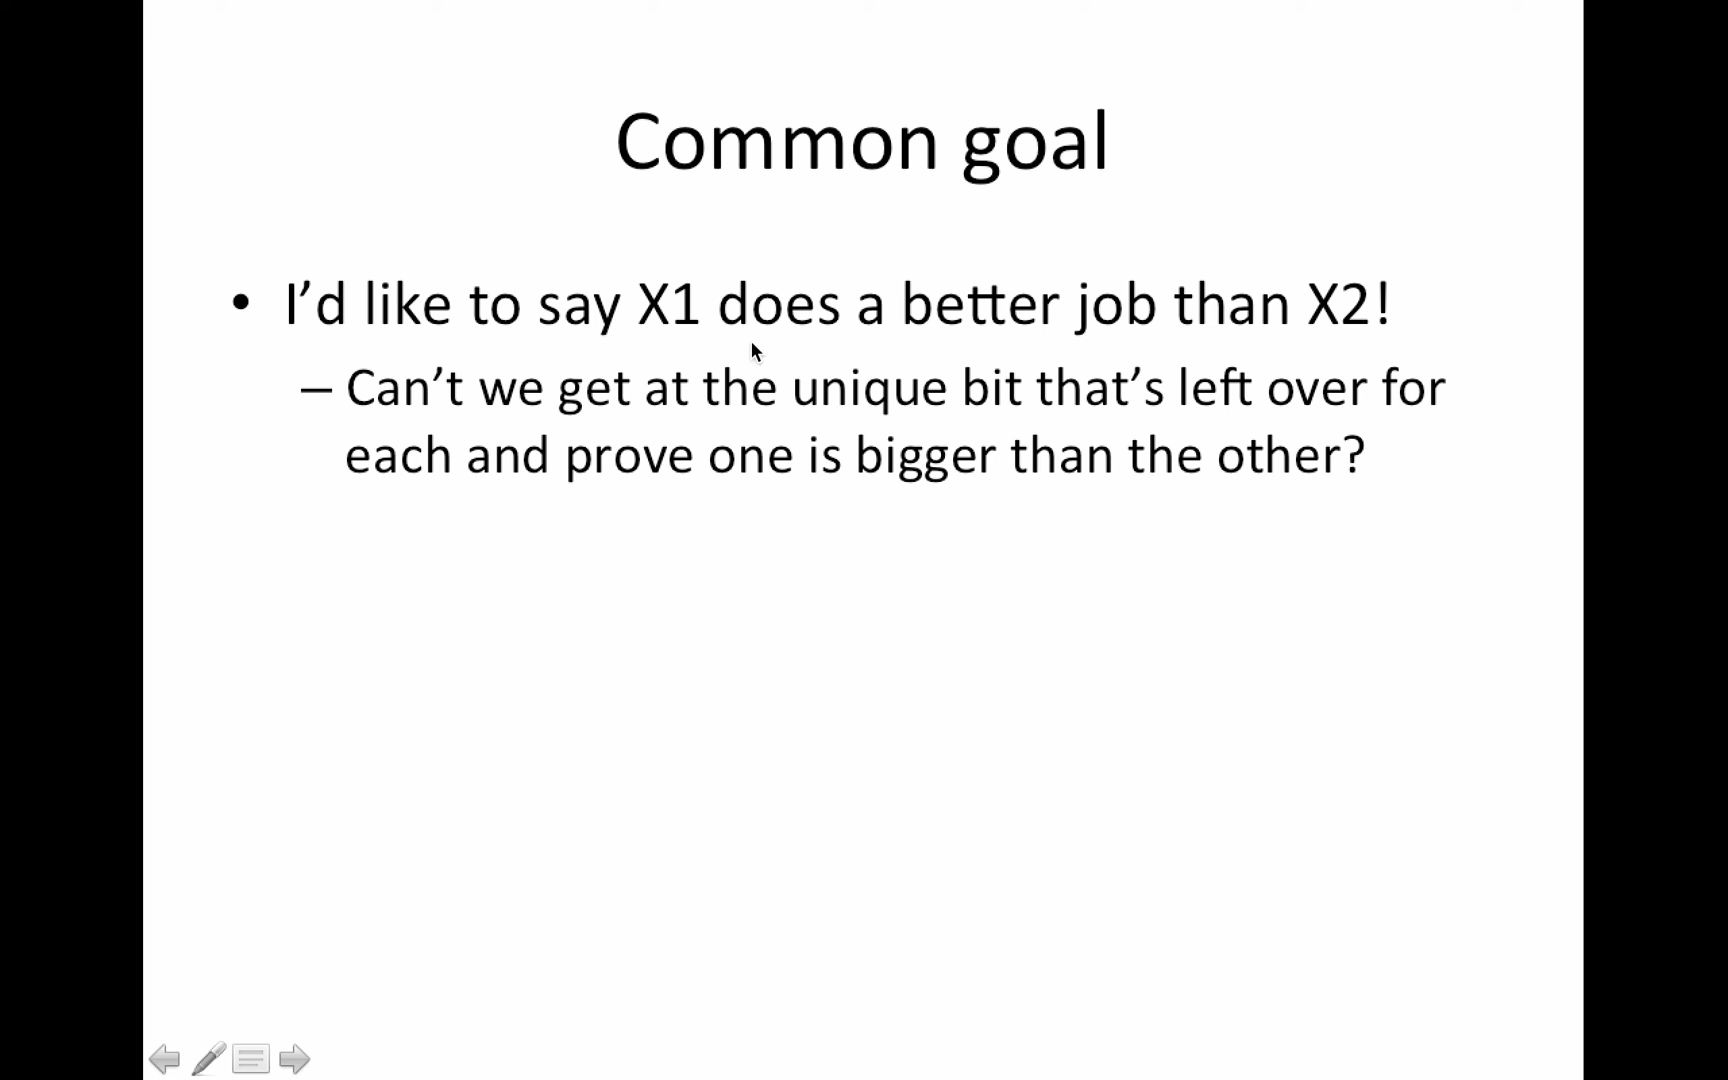 Common goal
• I’d like to say X1 does a better job than X2!
– Can’t we get at the unique bit that’s left over for
each and prove one is bigger than the other?